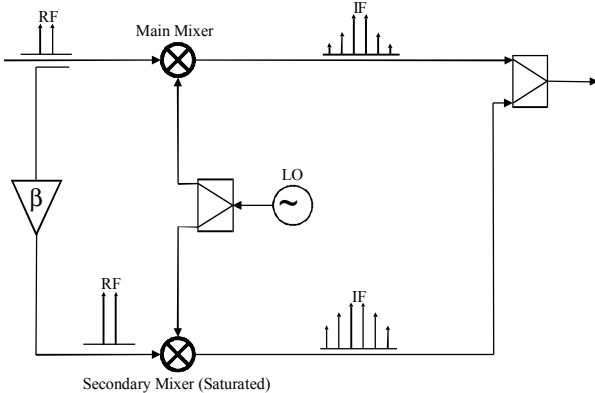 RF
IF
Main Mixer
LO
~
β
RF
IF
Secondary Mixer (Saturated)